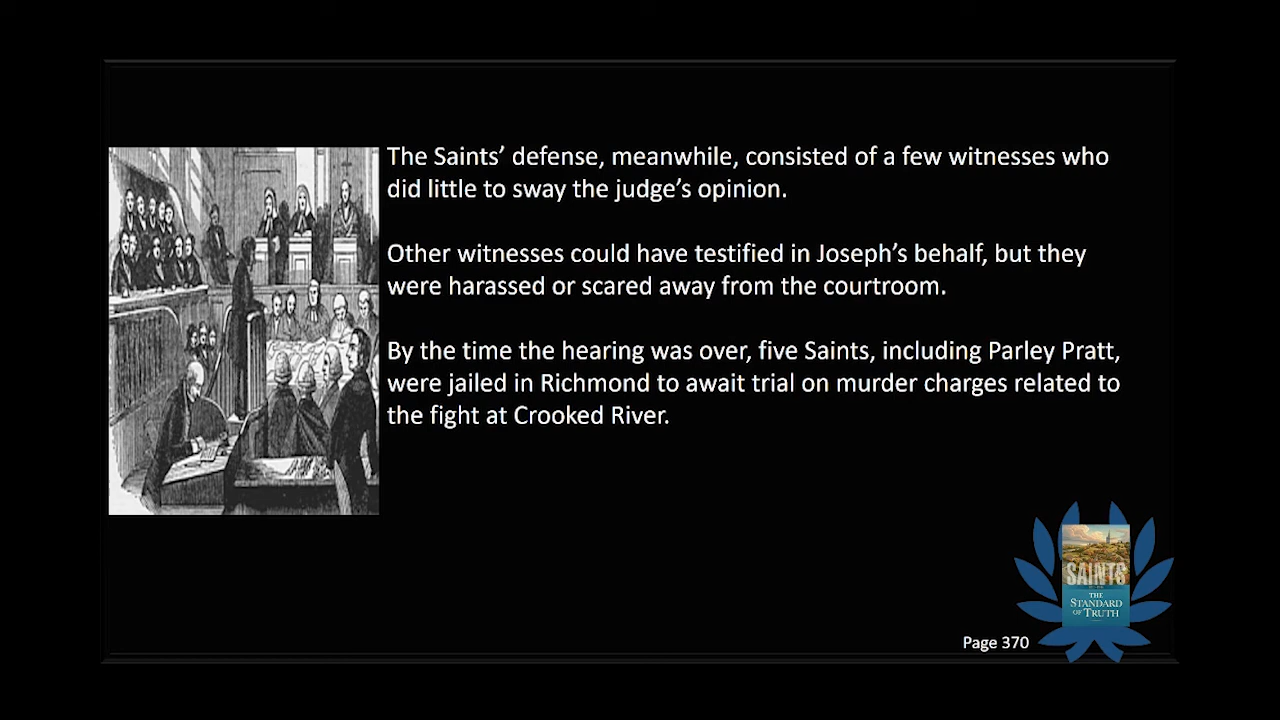 The Saints’ defense, meanwhile, consisted of a few witnesses who
did little to sway the judge’s opinion.
Other witnesses could have testified in Joseph’s behalf, but they
were harassed or scared away from the courtroom.
By the time the hearing was over, five Saints, including Parley Pratt,
were jailed in Richmond to await trial on murder charges related to
the fight at Crooked River.
SAINTS
THE
STANDARD
OF TRUTH
Page 370